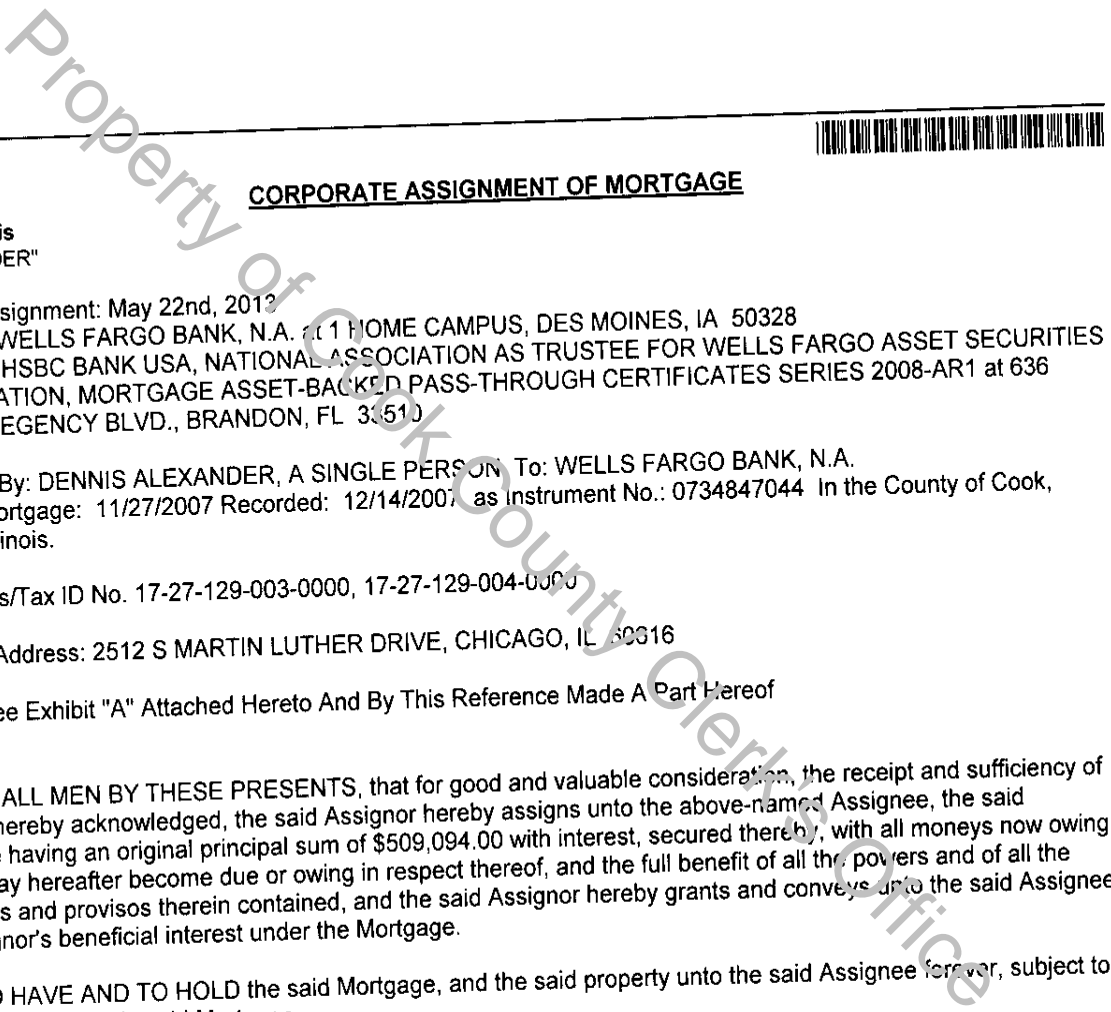 Property of Cook County Clerk's Office
CORPORATE ASSIGNMENT OF MORTGAGE
is
ER"
signment: May 22nd, 2013
WELLS FARGO BANK, N.A. at 1 HOME CAMPUS, DES MOINES, IA 50328
HSBC BANK USA, NATIONAL ASSOCIATION AS TRUSTEE FOR WELLS FARGO ASSET SECURITIES
ATION, MORTGAGE ASSET-BACKED PASS-THROUGH CERTIFICATES SERIES 2008-AR1 at 636
EGENCY BLVD., BRANDON, FL 33510
By: DENNIS ALEXANDER, A SINGLE PERSON To: WELLS FARGO BANK, N.A.
ortgage: 11/27/2007 Recorded: 12/14/2007 as Instrument No.: 0734847044 In the County of Cook,
inois.
s/Tax ID No. 17-27-129-003-0000, 17-27-129-004-0000
Address: 2512 S MARTIN LUTHER DRIVE, CHICAGO, IL 60616
ee Exhibit "A" Attached Hereto And By This Reference Made A Part Hereof
ALL MEN BY THESE PRESENTS, that for good and valuable consideration, the receipt and sufficiency of
hereby acknowledged, the said Assignor hereby assigns unto the above-named Assignee, the said
having an original principal sum of $509,094.00 with interest, secured thereby, with all moneys now owing
ay hereafter become due or owing in respect thereof, and the full benefit of all the powers and of all the
s and provisos therein contained, and the said Assignor hereby grants and conveys unto the said Assignee
gnor's beneficial interest under the Mortgage.
HAVE AND TO HOLD the said Mortgage, and the said property unto the said Assignee forever, subject to